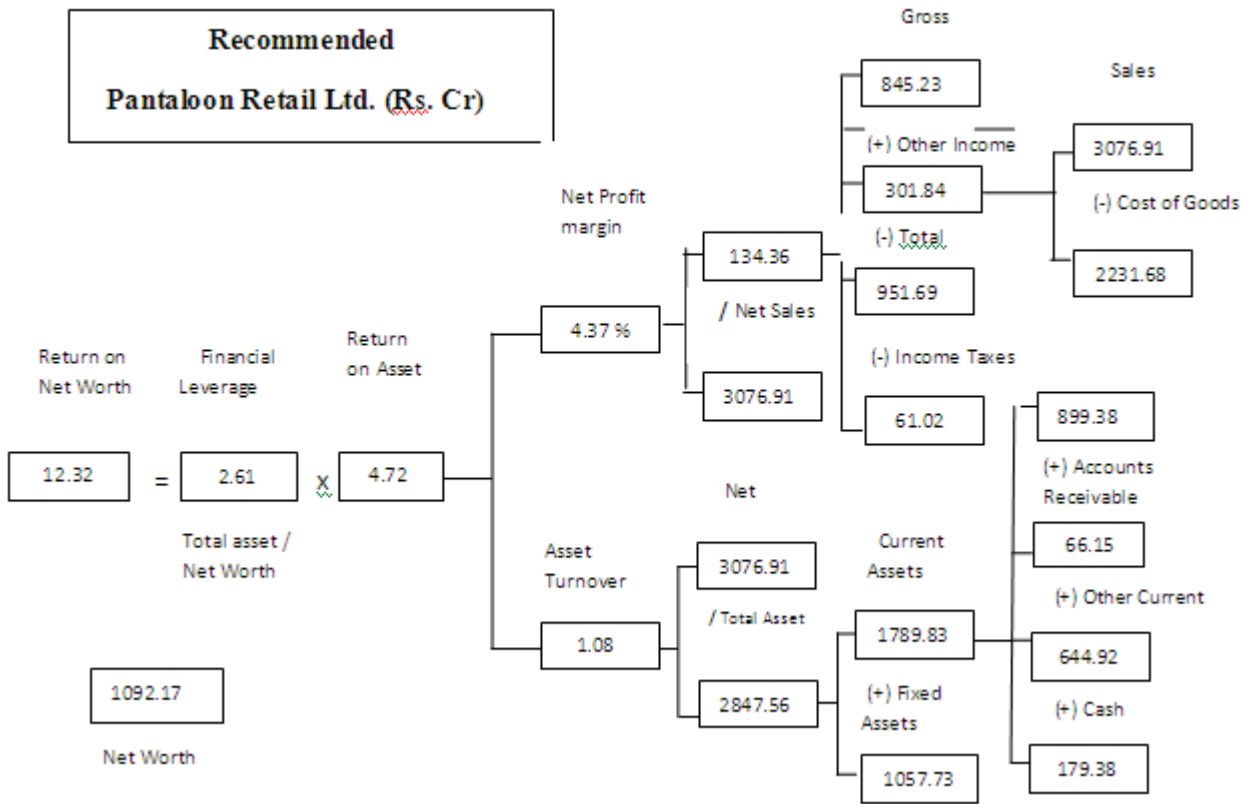 Recommended
Pantaloon Retail Ltd. (Rs. Cr)
Gross
845.23
(+) Other Income
301.84
(-) Total
951.69
(-) Income Taxes
61.02
Sales
3076.91
(-) Cost of Goods
2231.68
Net Profit
margin
4.37 %
134.36
/ Net Sales
3076.91
Return on
Net Worth
12.32
=
Financial
Leverage
2.61
Total asset /
Net Worth
x
Return
on Asset
4.72
Asset
Turnover
1.08
Net
3076.91
/ Total Asset
2847.56
Current
Assets
1789.83
(+) Fixed
Assets
1057.73
899.38
(+) Accounts
Receivable
66.15
(+) Other Current
644.92
(+) Cash
179.38
1092.17
Net Worth